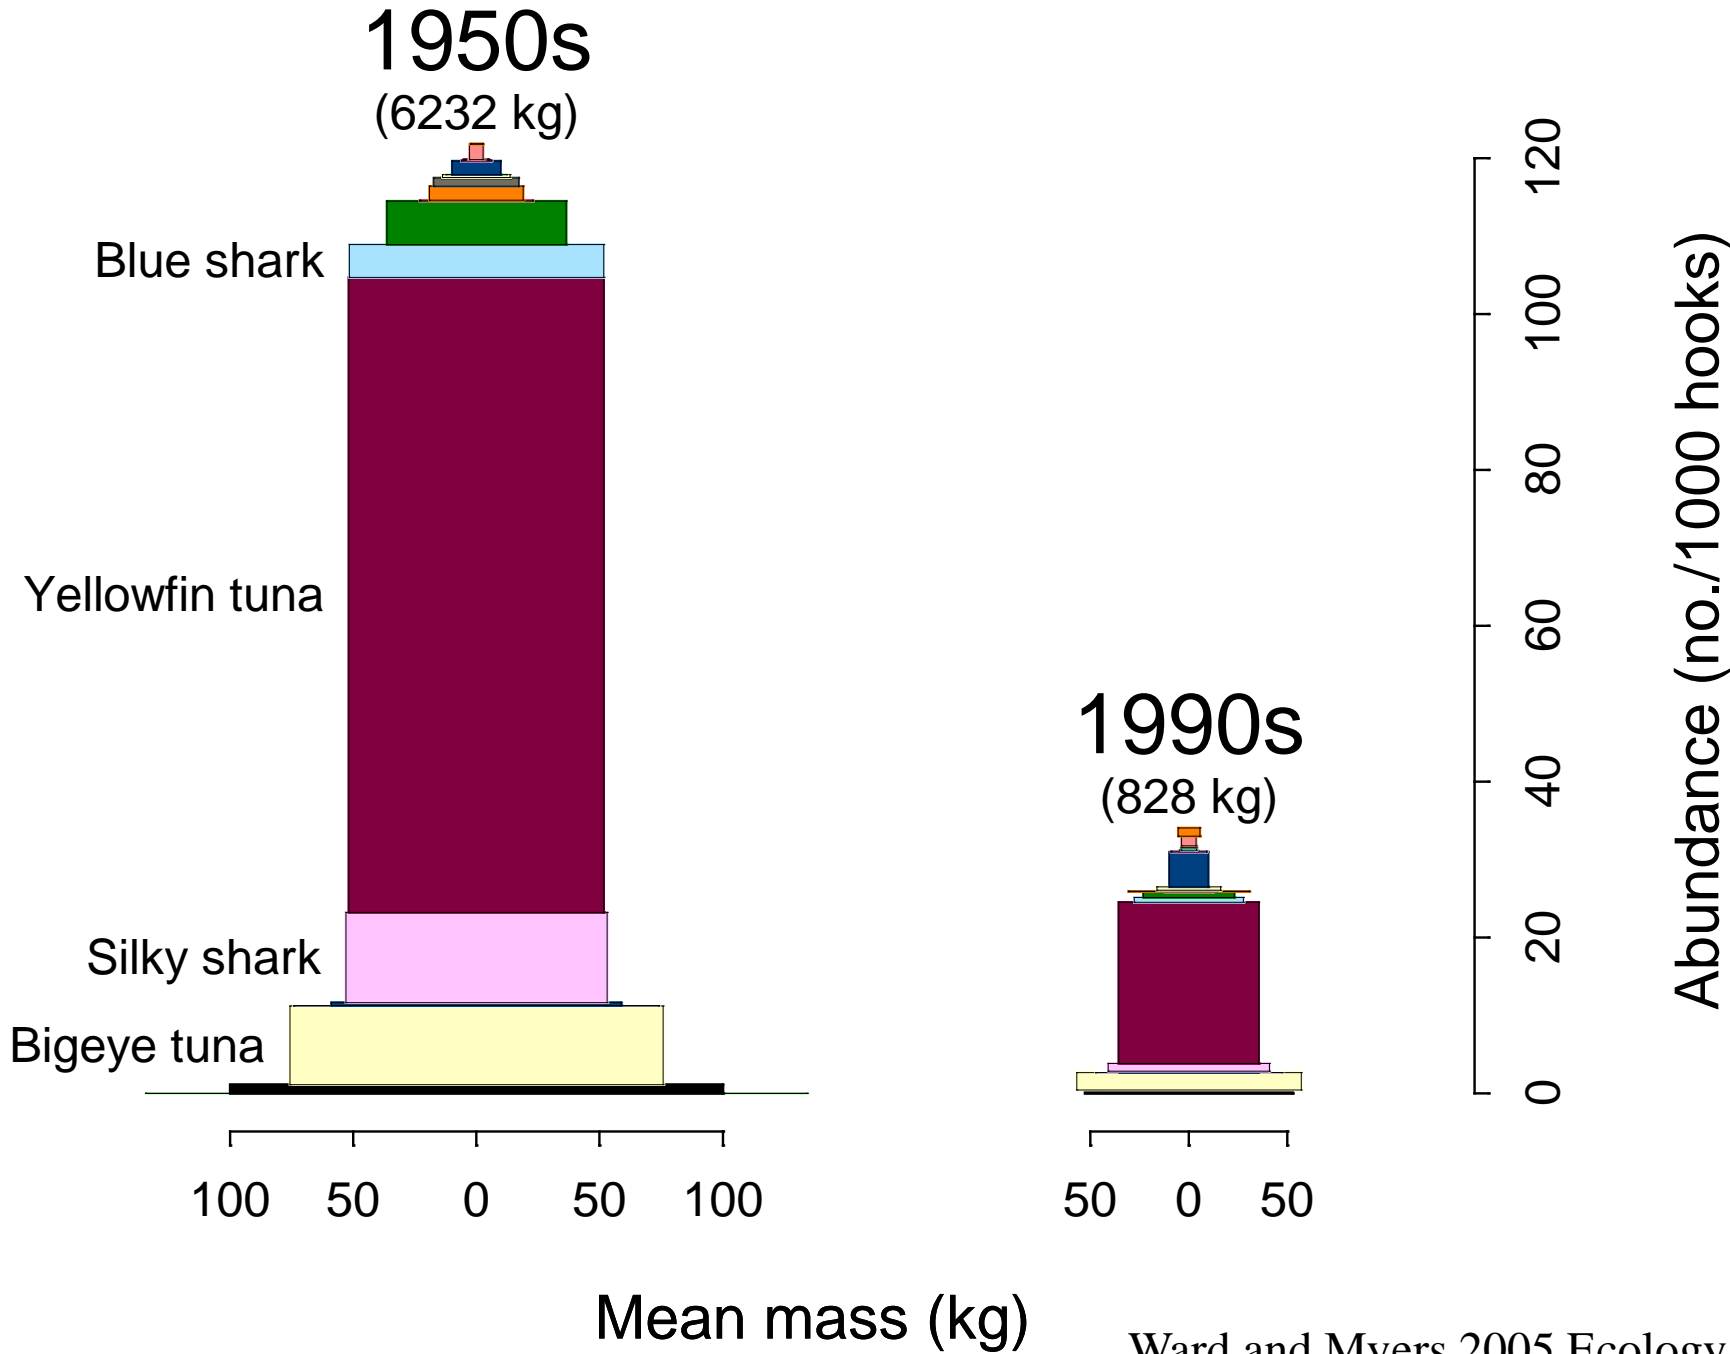 1950s
(6232 kg)
Blue shark
Yellowfin tuna
Silky shark
Bigeye tuna
1990s
(828 kg)
120
100
80
60
40
20
0
Abundance (no./1000 hooks)
100 50 0 50 100
50 0 50
Mean mass (kg)
Ward and Myers 2005 Ecology